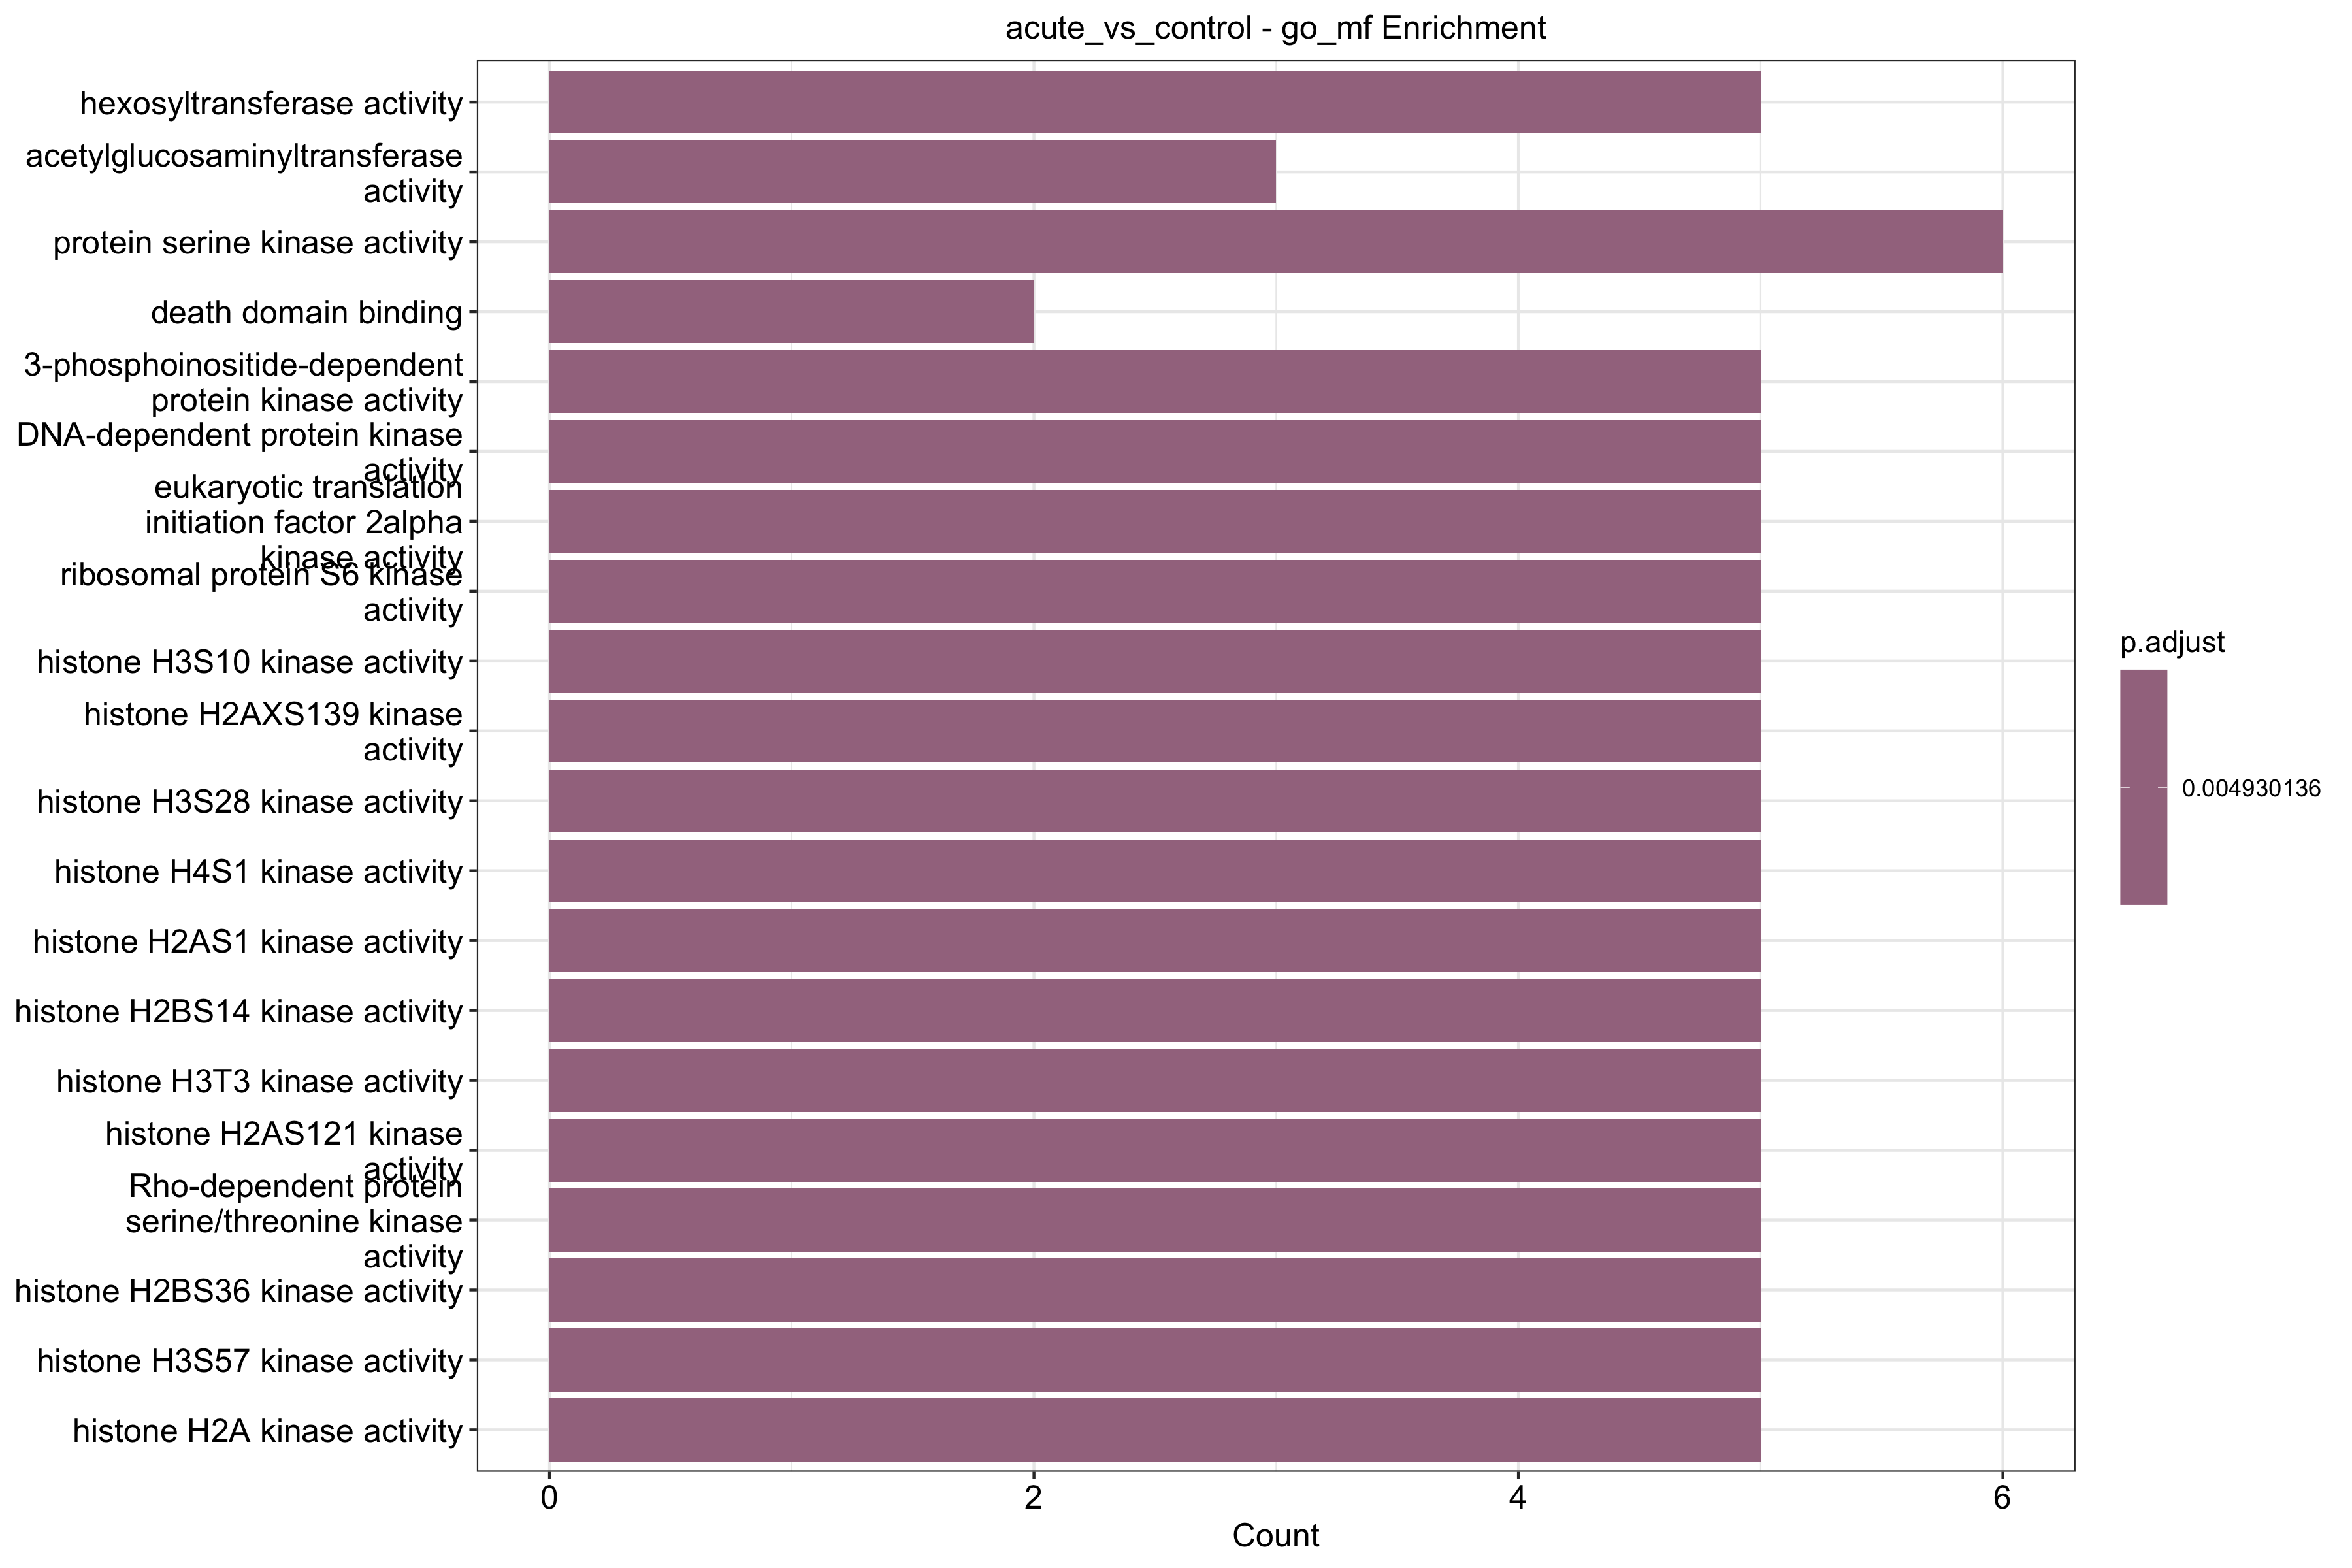 acute_vs_control - go_mf Enrichment
hexosyltransferase activity
acetylglucosaminyltransferase
activity
protein serine kinase activity
death domain binding
3-phosphoinositide-dependent
protein kinase activity
DNA-dependent protein kinase
activity
eukaryotic translation
initiation factor 2alpha
kinase activity
ribosomal protein S6 kinase
activity
histone H3S10 kinase activity
histone H2AXS139 kinase
activity
histone H3S28 kinase activity
histone H4S1 kinase activity
histone H2AS1 kinase activity
histone H2BS14 kinase activity
histone H3T3 kinase activity
histone H2AS121 kinase
activity
Rho-dependent protein
serine/threonine kinase
activity
histone H2BS36 kinase activity
histone H3S57 kinase activity
histone H2A kinase activity
0 2 4 6
Count
p.adjust
0.004930136